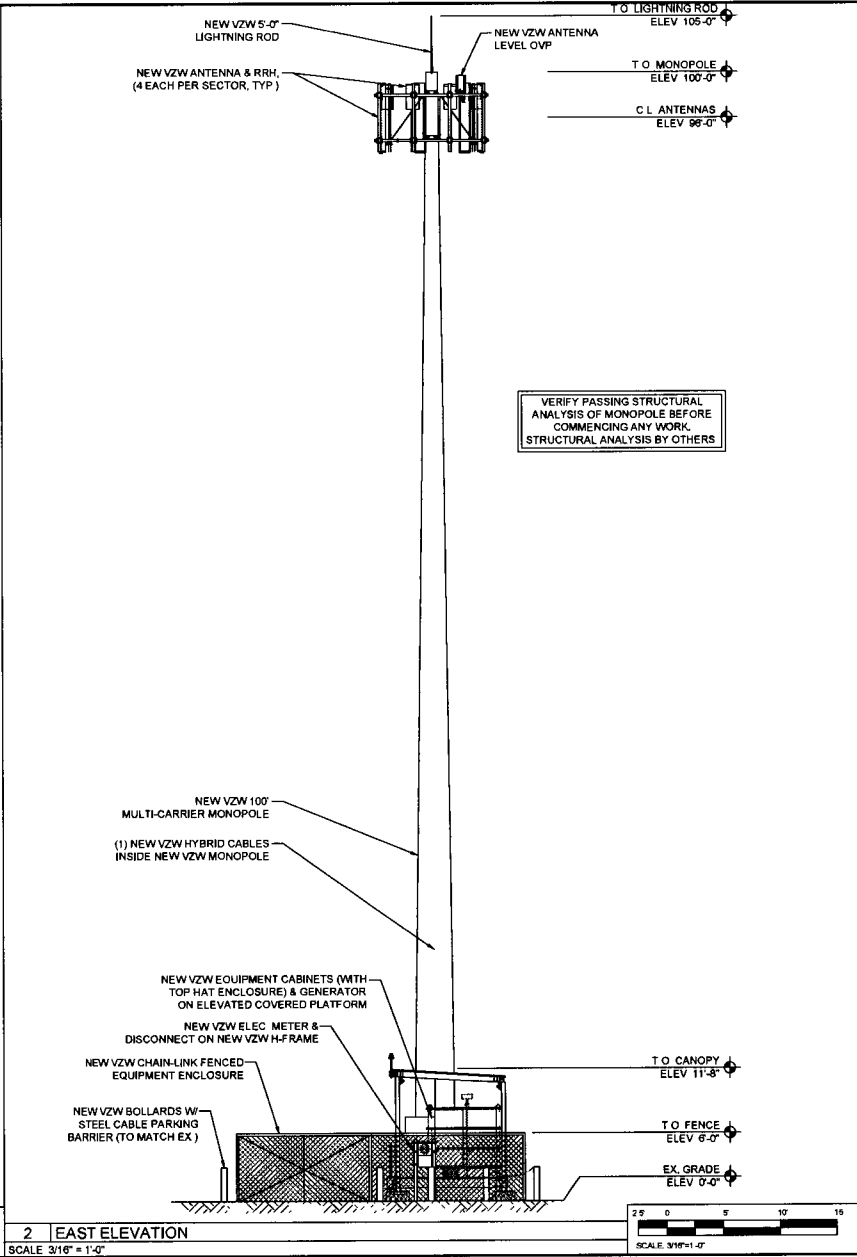 NEW VZW 5'-0"
LIGHTNING ROD
T O LIGHTNING ROD
ELEV 105'-0"
NEW VZW ANTENNA
LEVEL OVP
NEW VZW ANTENNA & RRH,
(4 EACH PER SECTOR, TYP )
T O MONOPOLE
ELEV 100'-0"
C L ANTENNAS
ELEV 96'-0"
VERIFY PASSING STRUCTURAL
ANALYSIS OF MONOPOLE BEFORE
COMMENCING ANY WORK.
STRUCTURAL ANALYSIS BY OTHERS
NEW VZW 100'
MULTI-CARRIER MONOPOLE
(1) NEW VZW HYBRID CABLES
INSIDE NEW VZW MONOPOLE
NEW VZW EQUIPMENT CABINETS (WITH
TOP HAT ENCLOSURE) & GENERATOR
ON ELEVATED COVERED PLATFORM
NEW VZW ELEC METER &
DISCONNECT ON NEW VZW H-FRAME
NEW VZW CHAIN-LINK FENCED
EQUIPMENT ENCLOSURE
NEW VZW BOLLARDS W/
STEEL CABLE PARKING
BARRIER (TO MATCH EX )
T O CANOPY
ELEV 11'-8"
T O FENCE
ELEV 6'-0"
EX. GRADE
ELEV 0'-0"
2 EAST ELEVATION
SCALE 3/16" = 1'-0"
2 5' 0 5' 10' 15
SCALE 3/16"=1'-0"